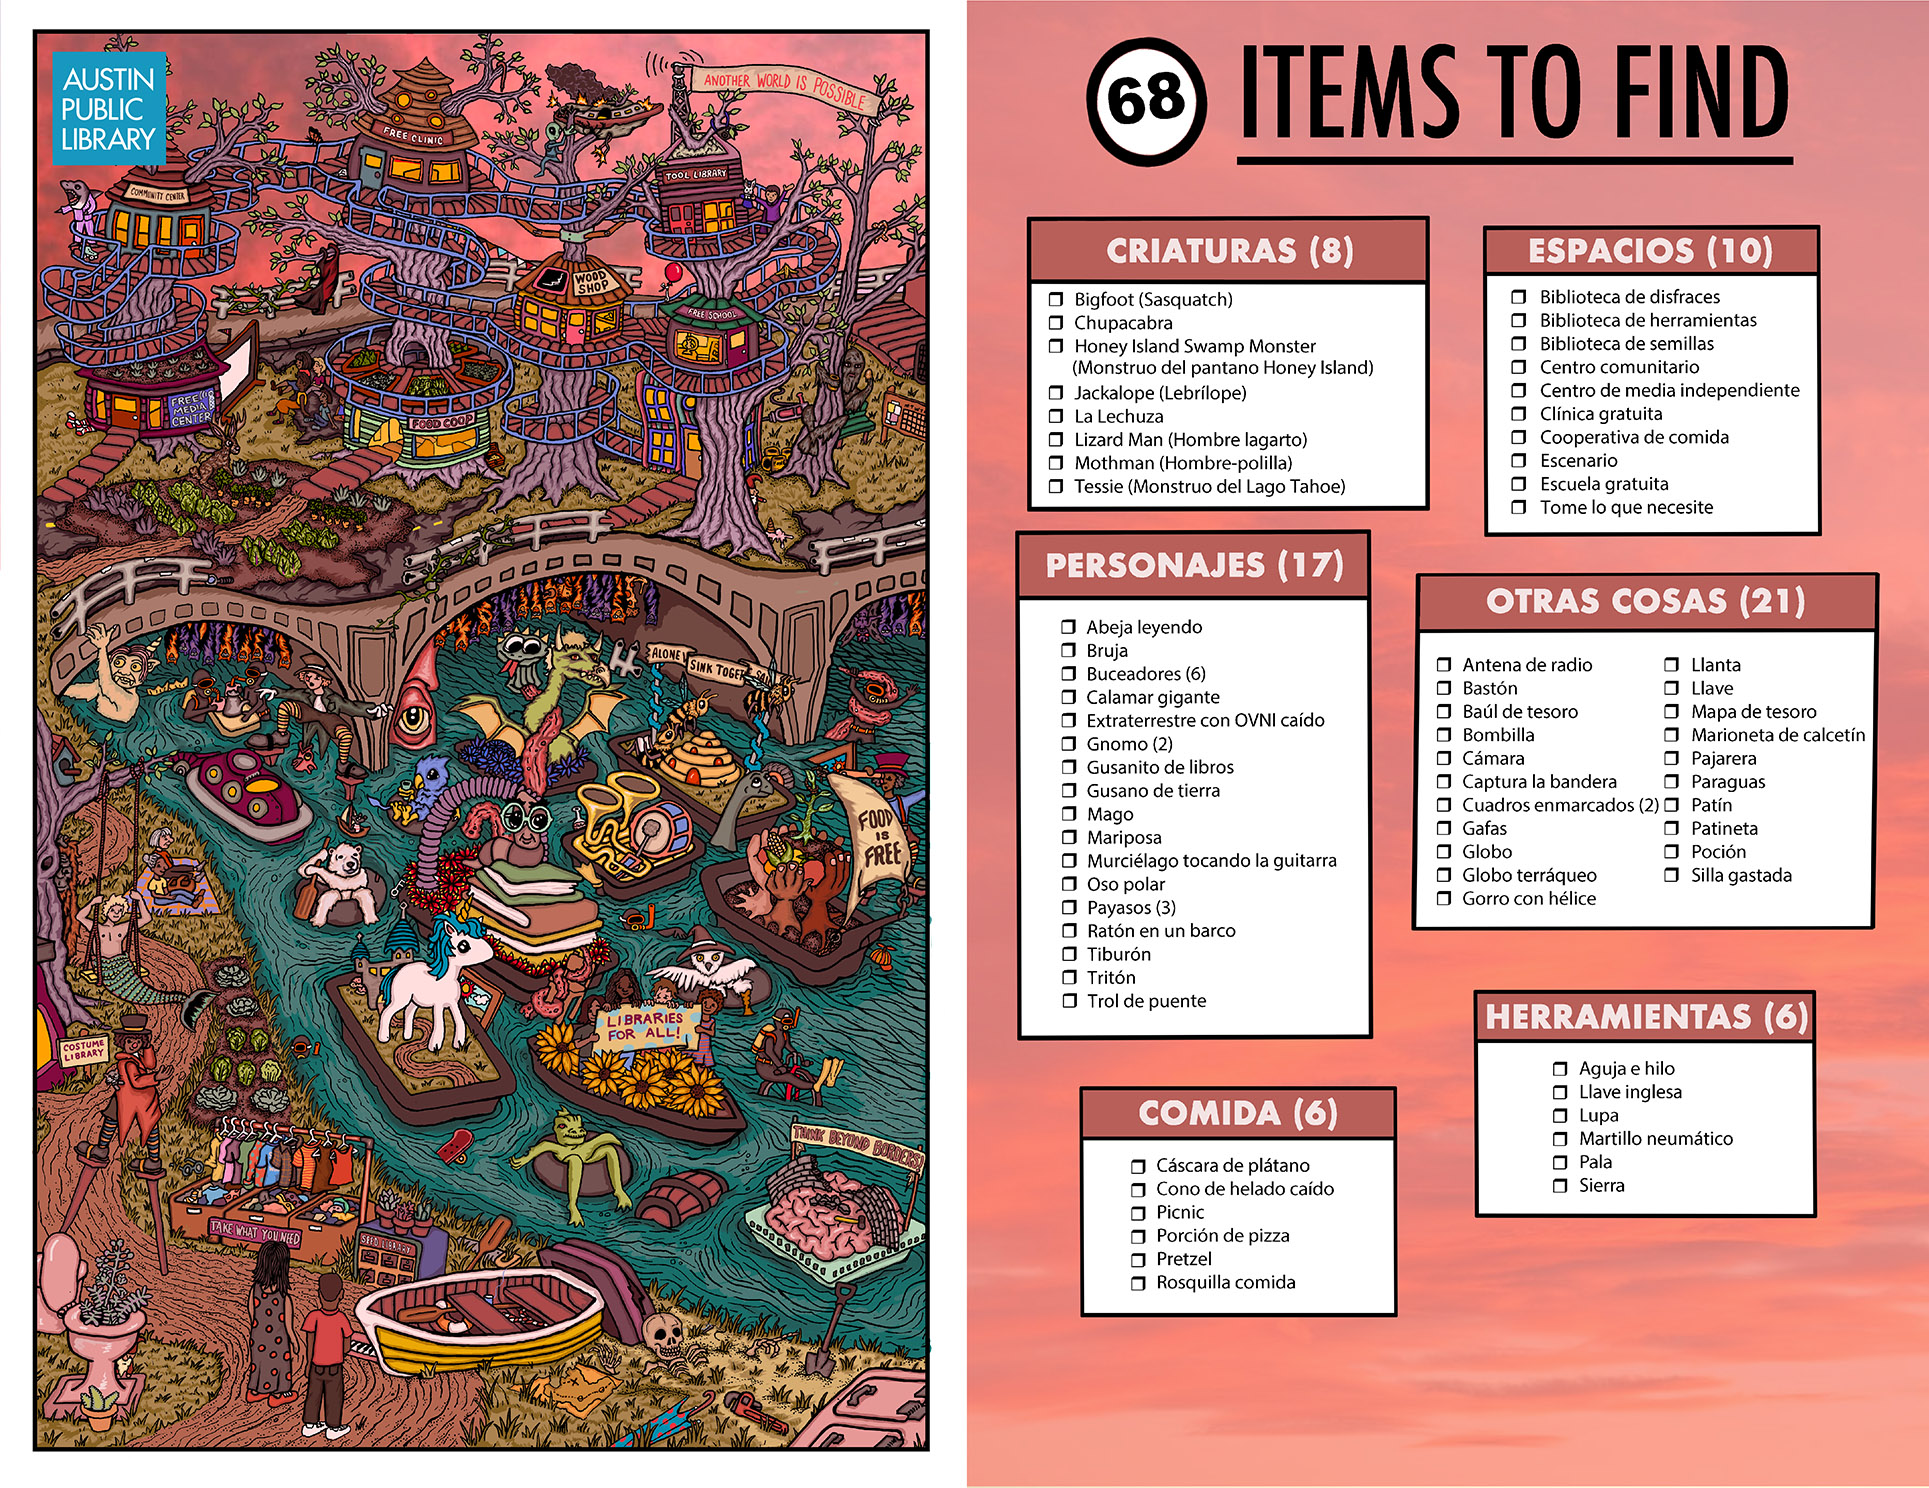 AUSTIN
PUBLIC
LIBRARY
ANOTHER WORLD IS POSSIBLE
FREE CLINIC
COMMUNITY CENTER
TOOL LIBRARY
WOOD
SHOP
FREE SCHOOL
FREE
MEDIA
CENTER
FOOD COOP
ALONE
SINK TOGET
FOOD
IS
FREE
LIBRARIES
FOR ALL!
COSTUME
LIBRARY
THINK BEYOND BORDERS!
TAKE WHAT YOU NEED
SEED LIBRARY
68 ITEMS TO FIND
CRIATURAS (8)
Bigfoot (Sasquatch)
Chupacabra
Honey Island Swamp Monster
(Monstruo del pantano Honey Island)
Jackalope (Lebrílope)
La Lechuza
Lizard Man (Hombre lagarto)
Mothman (Hombre-polilla)
Tessie (Monstruo del Lago Tahoe)
ESPACIOS (10)
Biblioteca de disfraces
Biblioteca de herramientas
Biblioteca de semillas
Centro comunitario
Centro de media independiente
Clínica gratuita
Cooperativa de comida
Escenario
Escuela gratuita
Tome lo que necesite
PERSONAJES (17)
Abeja leyendo
Bruja
Buceadores (6)
Calamar gigante
Extraterrestre con OVNI caído
Gnomo (2)
Gusanito de libros
Gusano de tierra
Mago
Mariposa
Murciélago tocando la guitarra
Oso polar
Payasos (3)
Ratón en un barco
Tiburón
Tritón
Trol de puente
OTRAS COSAS (21)
Antena de radio
Bastón
Baúl de tesoro
Bombilla
Cámara
Captura la bandera
Cuadros enmarcados (2)
Gafas
Globo
Globo terráqueo
Gorro con hélice
Llanta
Llave
Mapa de tesoro
Marioneta de calcetín
Pajarera
Paraguas
Patín
Patineta
Poción
Silla gastada
HERRAMIENTAS (6)
Aguja e hilo
Llave inglesa
Lupa
Martillo neumático
Pala
Sierra
COMIDA (6)
Cáscara de plátano
Cono de helado caído
Picnic
Porción de pizza
Pretzel
Rosquilla comida